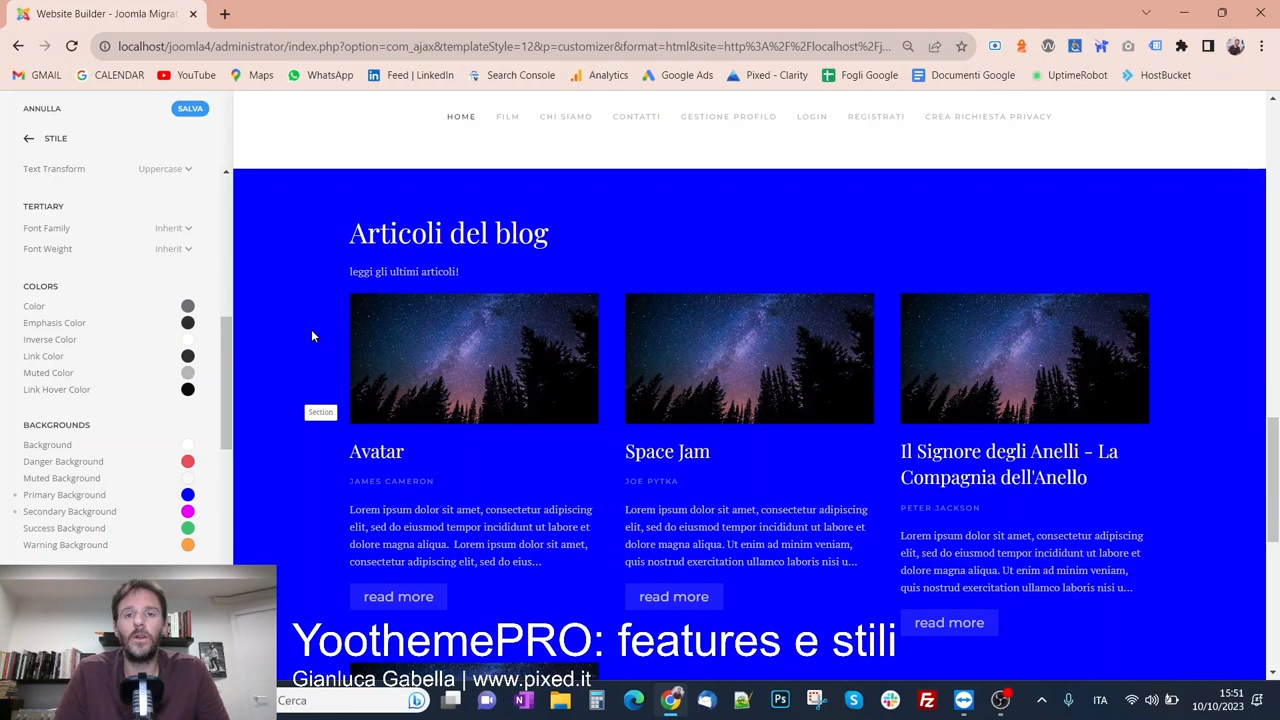 Website Builder - Joomla Migrat
localhost/joomla4/administrator/index.php?option=com_ajax&templateStyle=12&p=customizer&format=html&site=http%3A%2F%2Flocalhost%2Fj...
GMAIL CALENDAR YouTube Maps WhatsApp Feed | LinkedIn Search Console Analytics Google Ads Pixed - Clarity Fogli Google Documenti Google UptimeRobot HostBucket
ANNULLA SALVA
STILE
Text Transform Uppercase
TERTIARY
Font Family Inherit
Font Weight Inherit
COLORS
Color
Emphasis Color
Inverse Color
Link Color
Muted Color
Link Hover Color
BACKGROUNDS
Background
Danger Background
Muted Background
Primary Background
Secondary Background
Success Background
Warning Background
HOME FILM CHI SIAMO CONTATTI GESTIONE PROFILO LOGIN REGISTRATI CREA RICHIESTA PRIVACY
Articoli del blog
leggi gli ultimi articoli!
Section
Avatar
JAMES CAMERON
Lorem ipsum dolor sit amet, consectetur adipiscing
elit, sed do eiusmod tempor incididunt ut labore et
dolore magna aliqua. Lorem ipsum dolor sit amet,
consectetur adipiscing elit, sed do eius...
read more
Space Jam
JOE PYTKA
Lorem ipsum dolor sit amet, consectetur adipiscing
elit, sed do eiusmod tempor incididunt ut labore et
dolore magna aliqua. Ut enim ad minim veniam,
quis nostrud exercitation ullamco laboris nisi u...
read more
Il Signore degli Anelli - La
Compagnia dell'Anello
PETER JACKSON
Lorem ipsum dolor sit amet, consectetur adipiscing
elit, sed do eiusmod tempor incididunt ut labore et
dolore magna aliqua. Ut enim ad minim veniam,
quis nostrud exercitation ullamco laboris nisi u...
read more
YoothemePRO: features e stili
Gianluca Gabella | www.pixed.it
Cerca
ITA
15:51
10/10/2023